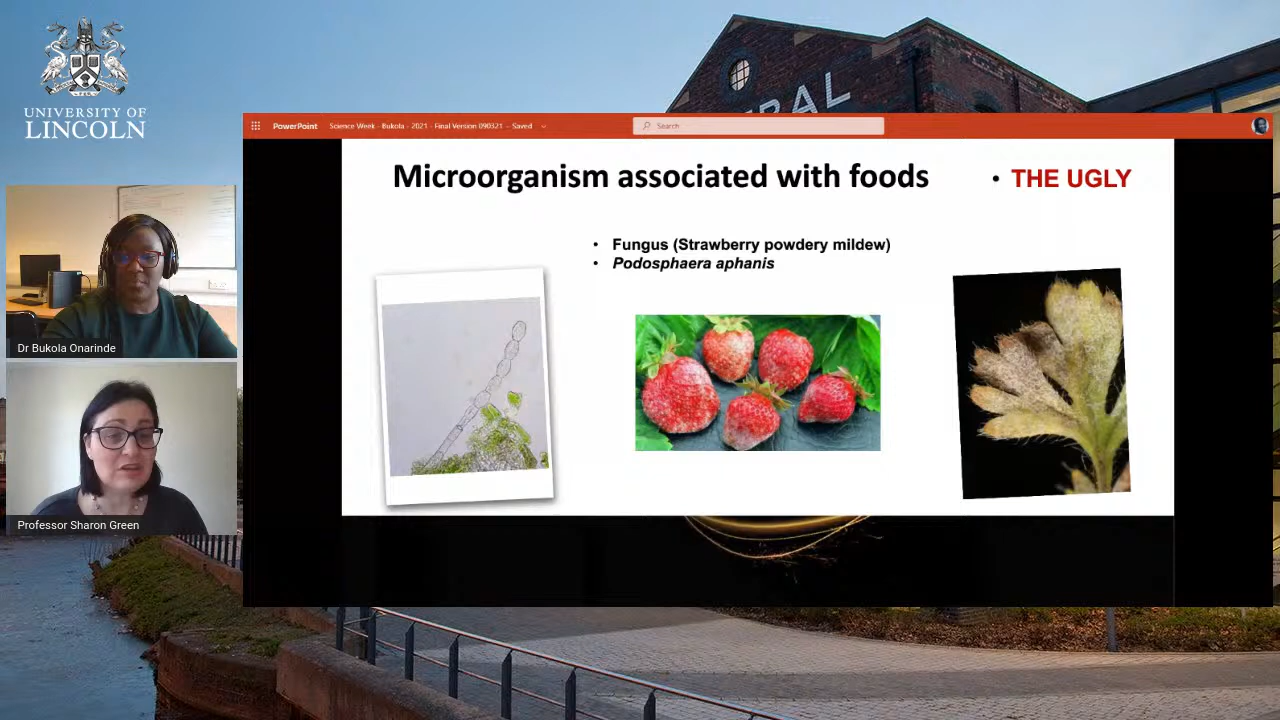 UNIVERSITY OF
LINCOLN
PowerPoint
Science Week - Bukola - 2021 - Final Version 090321 – Saved
Search
Microorganism associated with foods
• THE UGLY
• Fungus (Strawberry powdery mildew)
• Podosphaera aphanis
Dr Bukola Onarinde
Professor Sharon Green